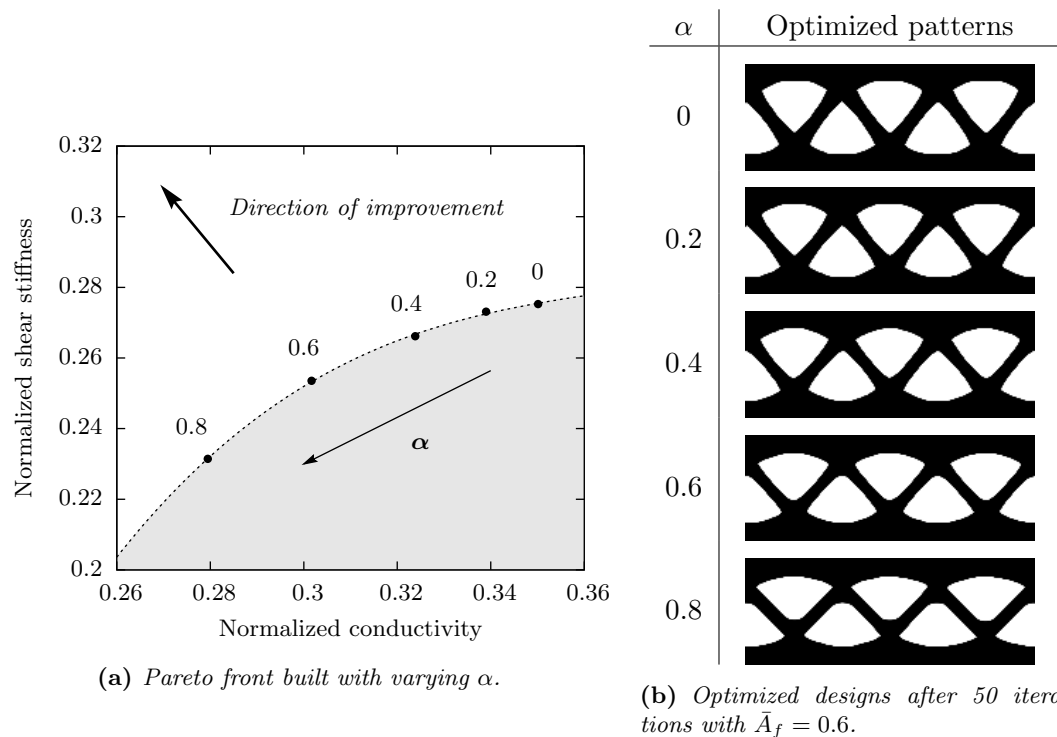 0.32
0.3
0.28
0.26
0.24
0.22
0.2
0.26 0.28 0.3 0.32 0.34 0.36
Normalized shear stiffness
Normalized conductivity
Direction of improvement
0
0.2
0.4
0.6
0.8
α
(a) Pareto front built with varying α.
α Optimized patterns
0
0.2
0.4
0.6
0.8
(b) Optimized designs after 50 itera
tions with Ā_f = 0.6.